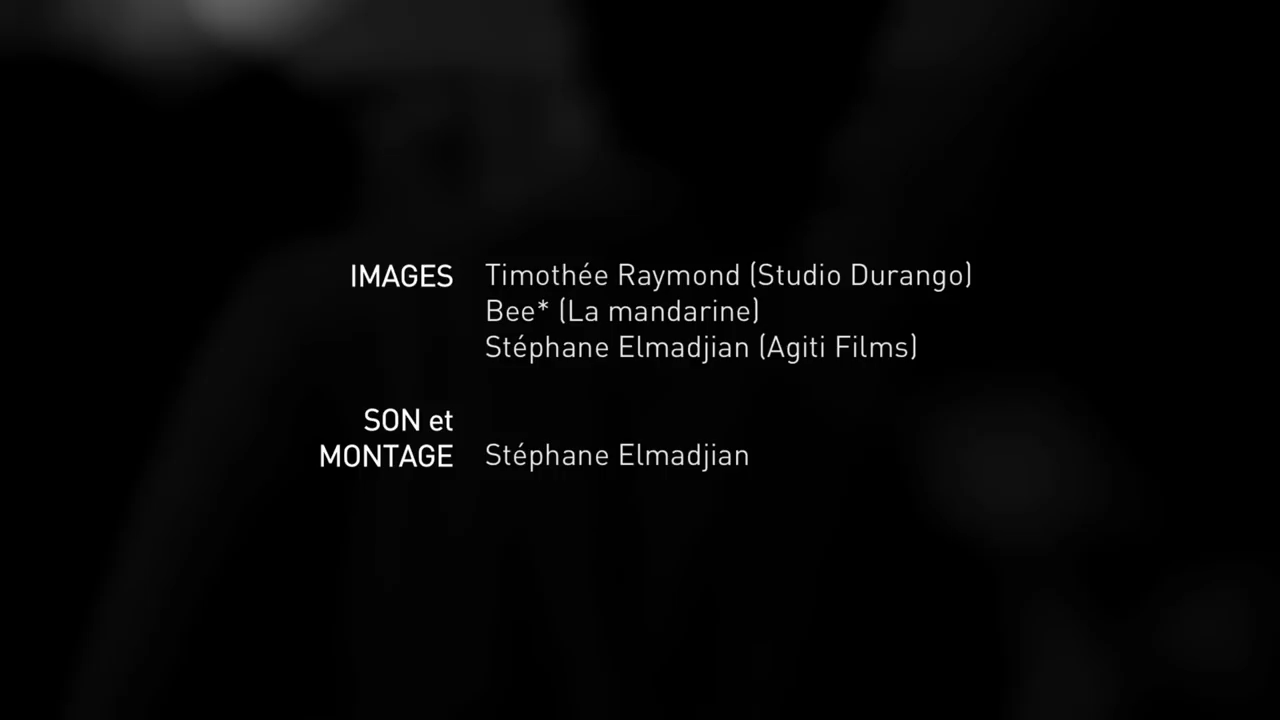 IMAGES Timothée Raymond (Studio Durango)
Bee* (La mandarine)
Stéphane Elmadjian (Agiti Films)
SON et
MONTAGE Stéphane Elmadjian